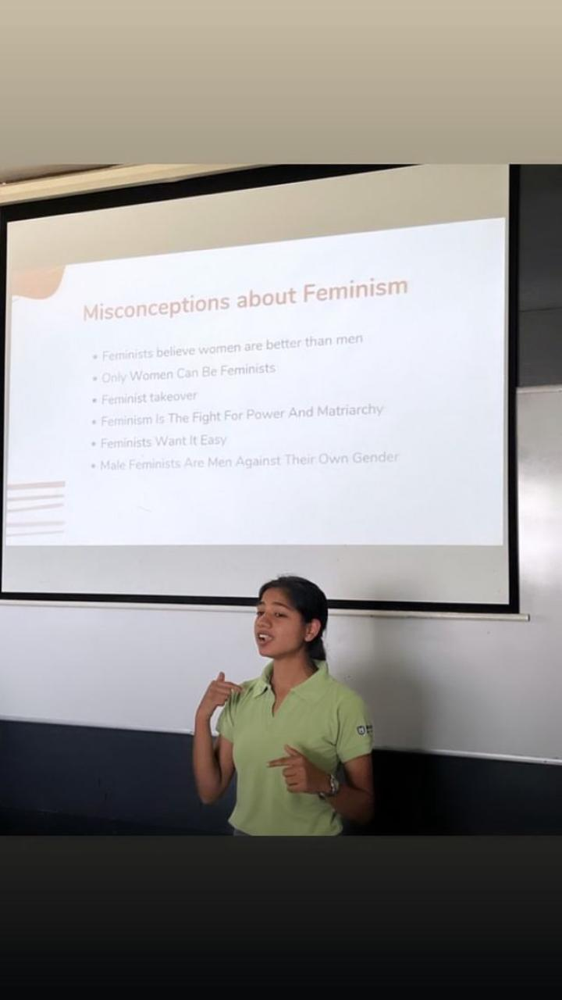 Misconceptions about Feminism
• Feminists believe women are better than men
• Only Women Can Be Feminists
• Feminist takeover
• Feminism Is The Fight For Power And Matriarchy
• Feminists Want It Easy
• Male Feminists Are Men Against Their Own Gender